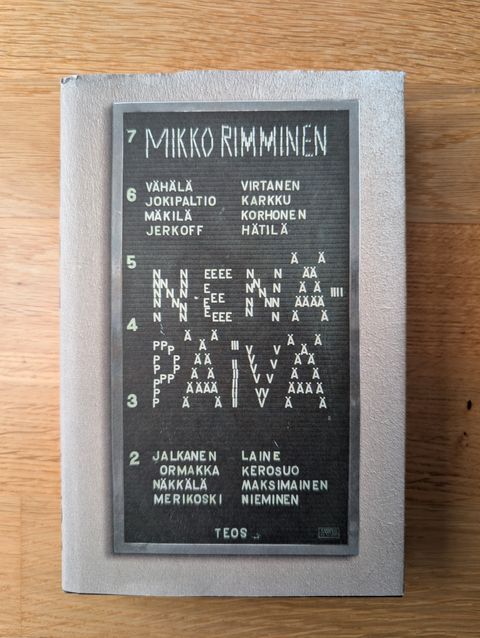 7 MIKKO RIMMINEN
6 VÄHÄLÄ VIRTANEN
JOKIPALTIO KARKKU
MÄKILÄ KORHONEN
JERKOFF HÄTILÄ
5
NENÄ-
4
PÄIVÄ
3
2 JALKANEN LAINE
ORMAKKA KEROSUO
NÄKKÄLÄ MAKSIMAINEN
MERIKOSKI NIEMINEN
TEOS